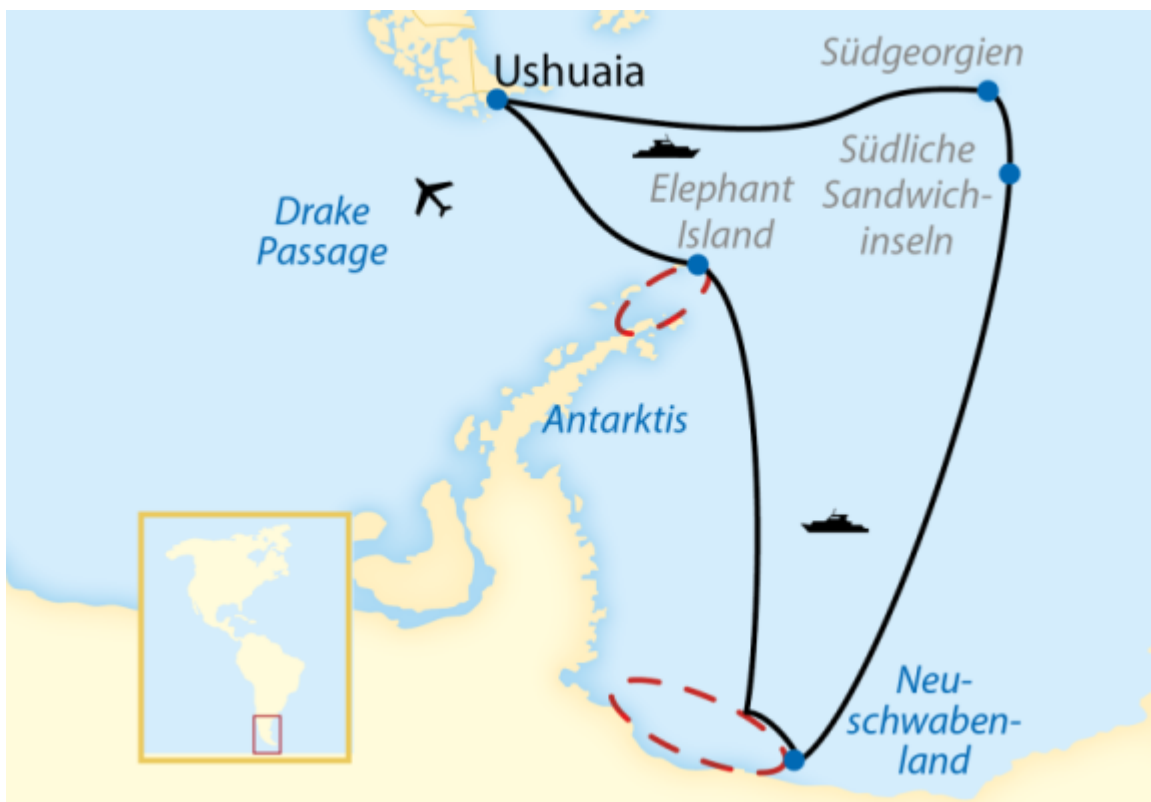 Ushuaia
Südgeorgien
Südliche
Sandwich-
inseln
Elephant
Island
Drake
Passage
Antarktis
Neu-
schwaben-
land